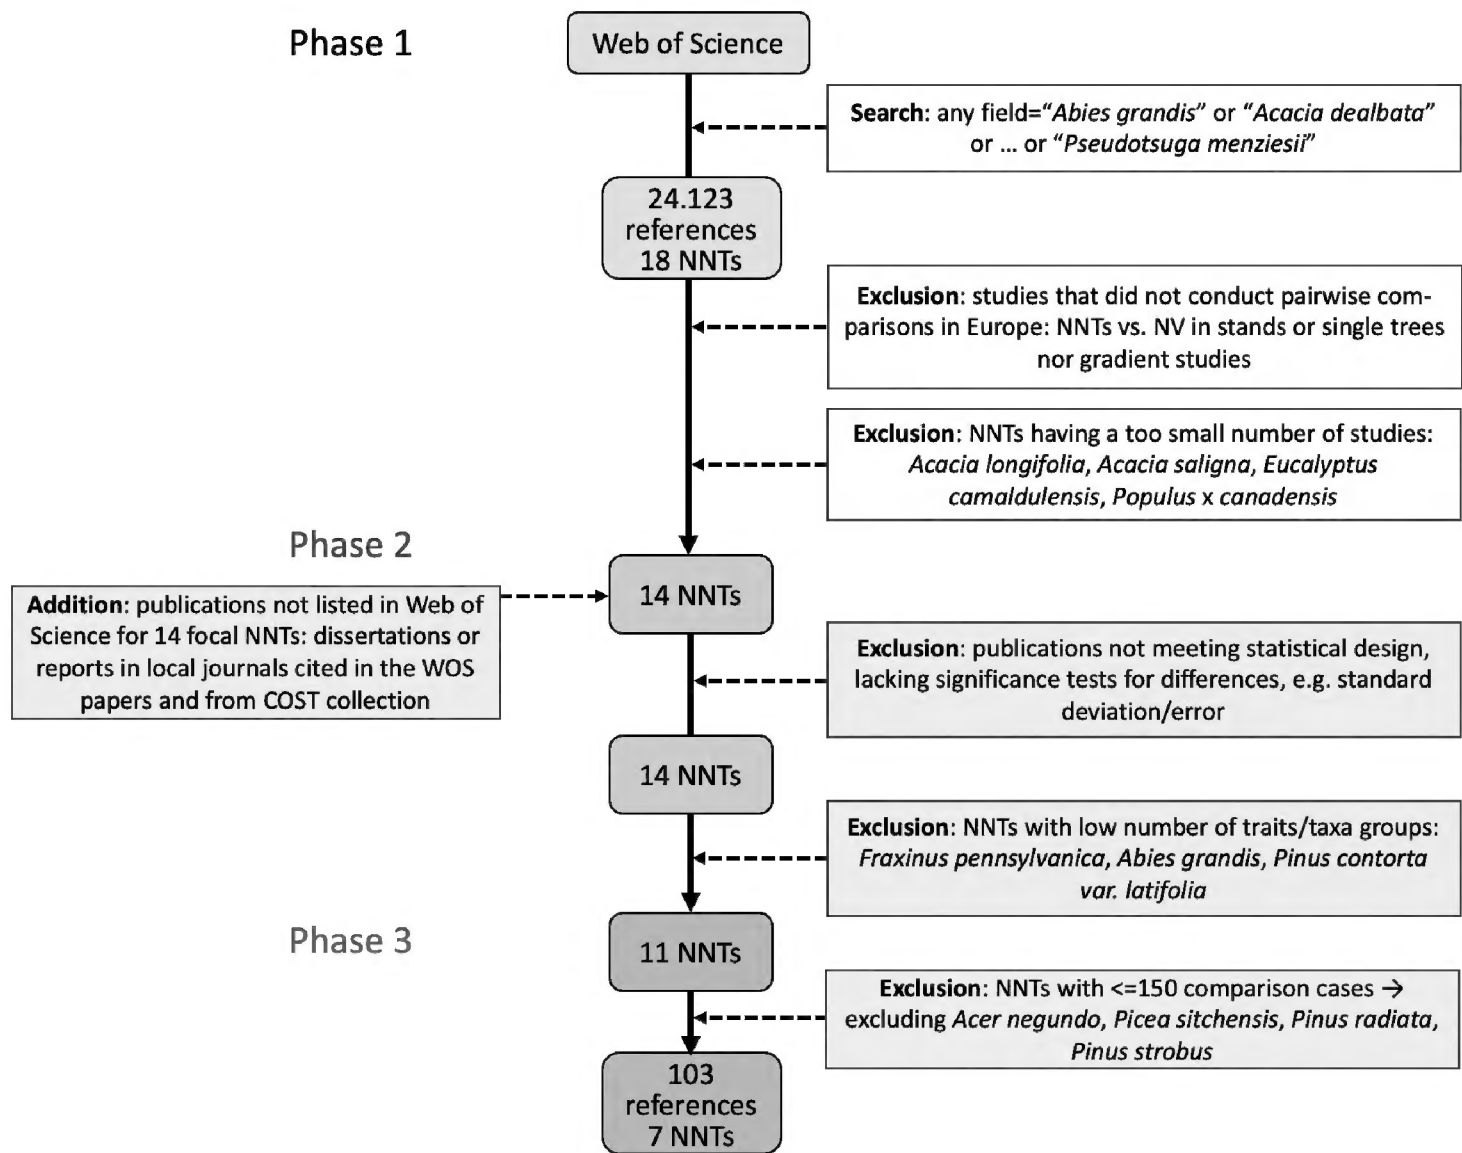 Phase 1
Web of Science
Search: any field="Abies grandis" or "Acacia dealbata"
or ... or "Pseudotsuga menziesii"
24.123
references
18 NNTs
Exclusion: studies that did not conduct pairwise com-
parisons in Europe: NNTs vs. NV in stands or single trees
nor gradient studies
Exclusion: NNTs having a too small number of studies:
Acacia longifolia, Acacia saligna, Eucalyptus
camaldulensis, Populus x canadensis
Phase 2
14 NNTs
Addition: publications not listed in Web of
Science for 14 focal NNTs: dissertations or
reports in local journals cited in the WOS
papers and from COST collection
Exclusion: publications not meeting statistical design,
lacking significance tests for differences, e.g. standard
deviation/error
14 NNTs
Exclusion: NNTs with low number of traits/taxa groups:
Fraxinus pennsylvanica, Abies grandis, Pinus contorta
var. latifolia
Phase 3
11 NNTs
Exclusion: NNTs with <=150 comparison cases →
excluding Acer negundo, Picea sitchensis, Pinus radiata,
Pinus strobus
103
references
7 NNTs